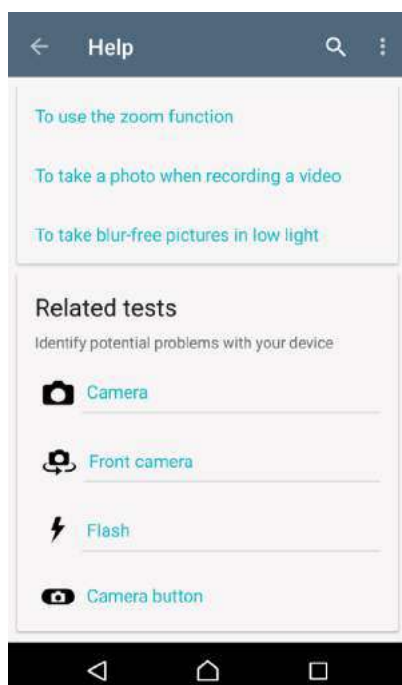 Help
To use the zoom function
To take a photo when recording a video
To take blur-free pictures in low light
Related tests
Identify potential problems with your device
Camera
Front camera
Flash
Camera button